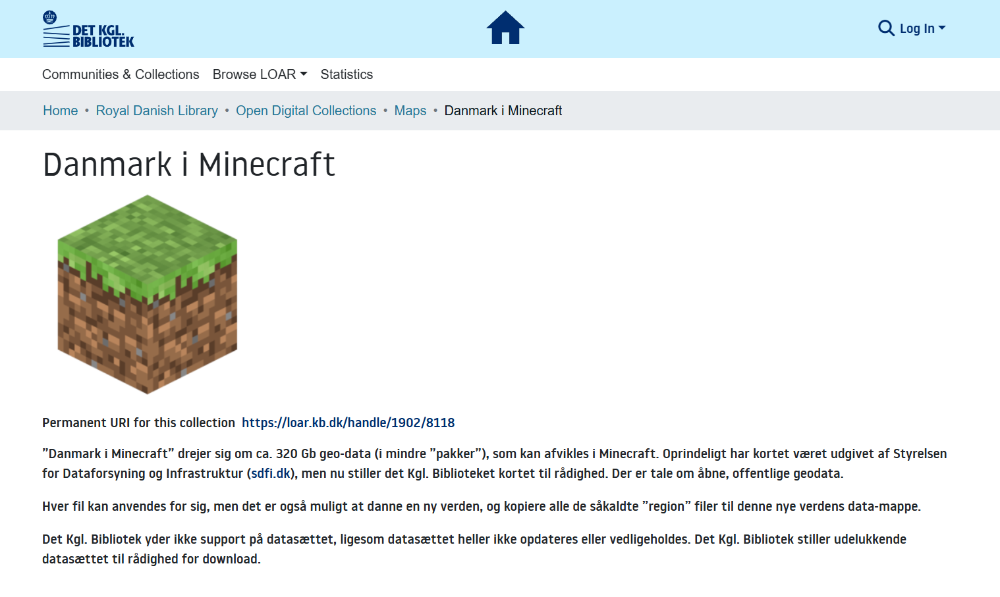 DET KGL.
BIBLIOTEK
Log In
Communities & Collections Browse LOAR Statistics
Home • Royal Danish Library • Open Digital Collections • Maps • Danmark i Minecraft
Danmark i Minecraft
Permanent URI for this collection https://loar.kb.dk/handle/1902/8118
”Danmark i Minecraft” drejer sig om ca. 320 Gb geo-data (i mindre ”pakker”), som kan afvikles i Minecraft. Oprindeligt har kortet været udgivet af Styrelsen
for Dataforsyning og Infrastruktur (sdfi.dk), men nu stiller det Kgl. Biblioteket kortet til rådighed. Der er tale om åbne, offentlige geodata.
Hver fil kan anvendes for sig, men det er også muligt at danne en ny verden, og kopiere alle de såkaldte ”region” filer til denne nye verdens data-mappe.
Det Kgl. Bibliotek yder ikke support på datasættet, ligesom datasættet heller ikke opdateres eller vedligeholdes. Det Kgl. Bibliotek stiller udelukkende
datasættet til rådighed for download.